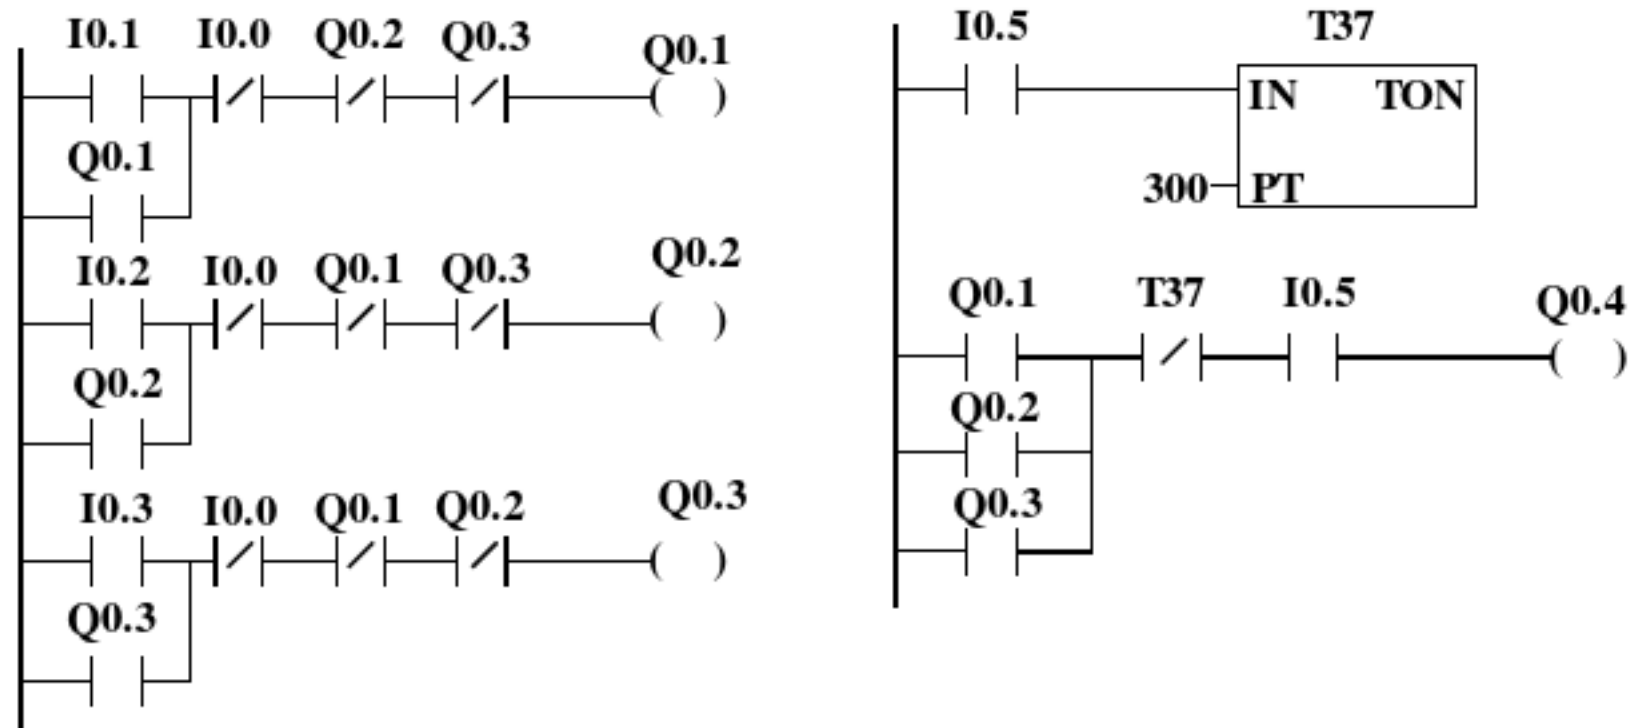 I0.1 I0.0 Q0.2 Q0.3 Q0.1
Q0.1
I0.2 I0.0 Q0.1 Q0.3 Q0.2
Q0.2
I0.3 I0.0 Q0.1 Q0.2 Q0.3
Q0.3
I0.5 T37
IN TON
300 PT
Q0.1 T37 I0.5 Q0.4
Q0.2
Q0.3